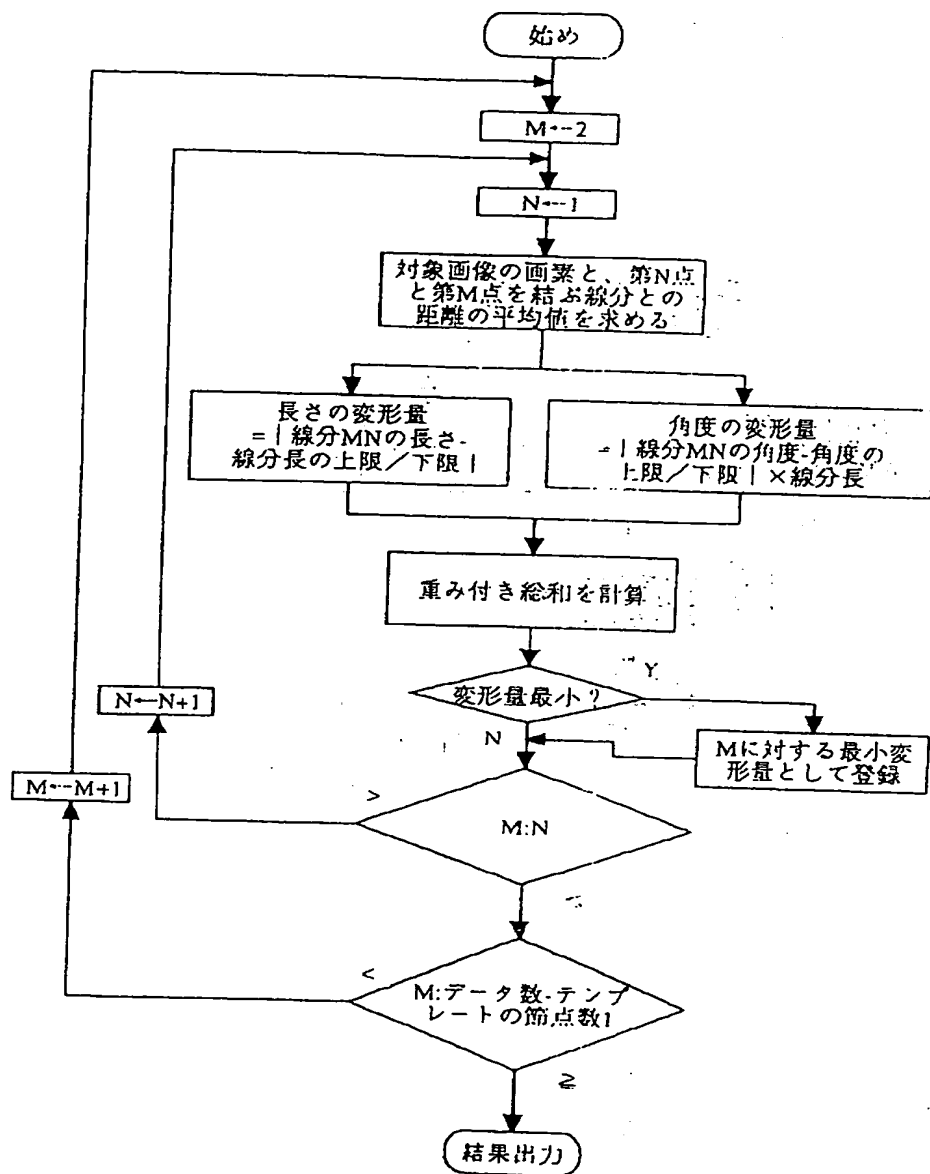 始め
M←2
N←1
対象画像の画素と、第N点
と第M点を結ぶ線分との
距離の平均値を求める
長さの変形量
=|線分MNの長さ-
線分長の上限/下限|
角度の変形量
=|線分MNの角度-角度の
上限/下限|×線分長
重み付き総和を計算
変形量最小?
Y
N
Mに対する最小変
形量として登録
N←N+1
M←M+1
>
M:N
<
M:データ数-テンプ
レートの節点数1
≧
結果出力